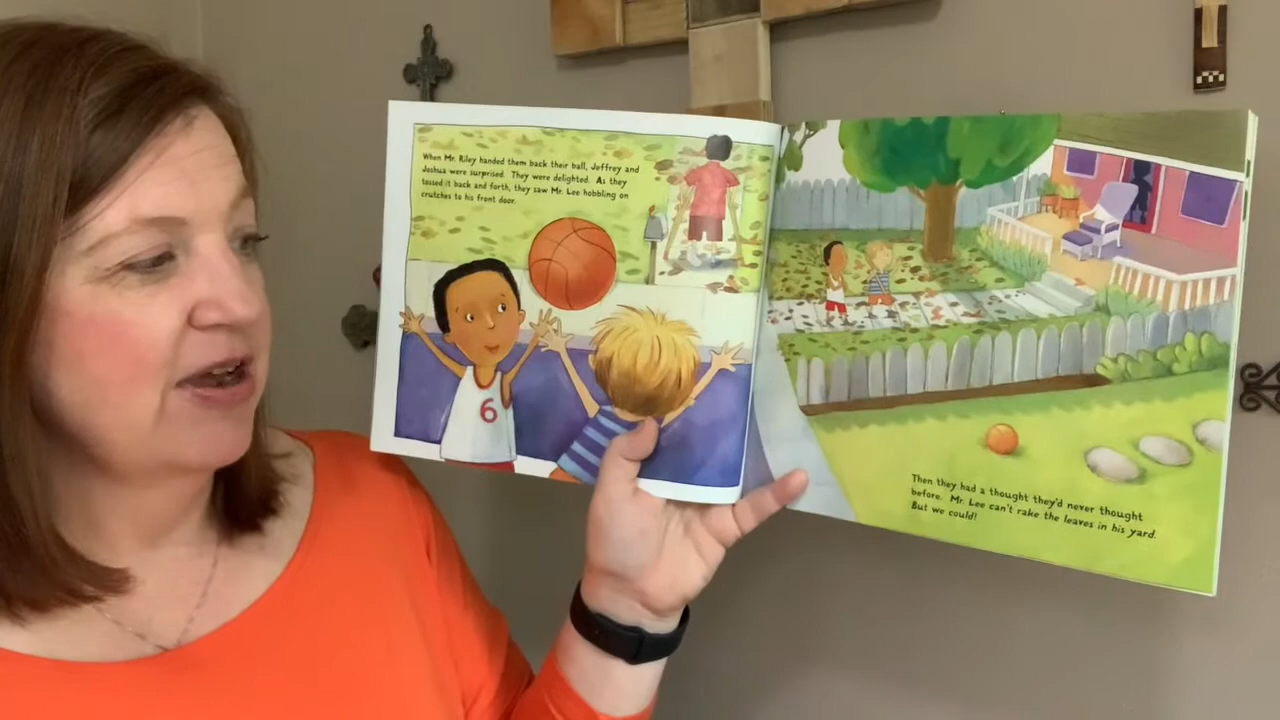 When Mr. Riley handed them back their ball, Jeffrey and
Joshua were surprised. They were delighted. As they
tossed it back and forth, they saw Mr. Lee hobbling on
crutches to his front door.
6
Then they had a thought they'd never thought
before. Mr. Lee can't rake the leaves in his yard.
But we could!